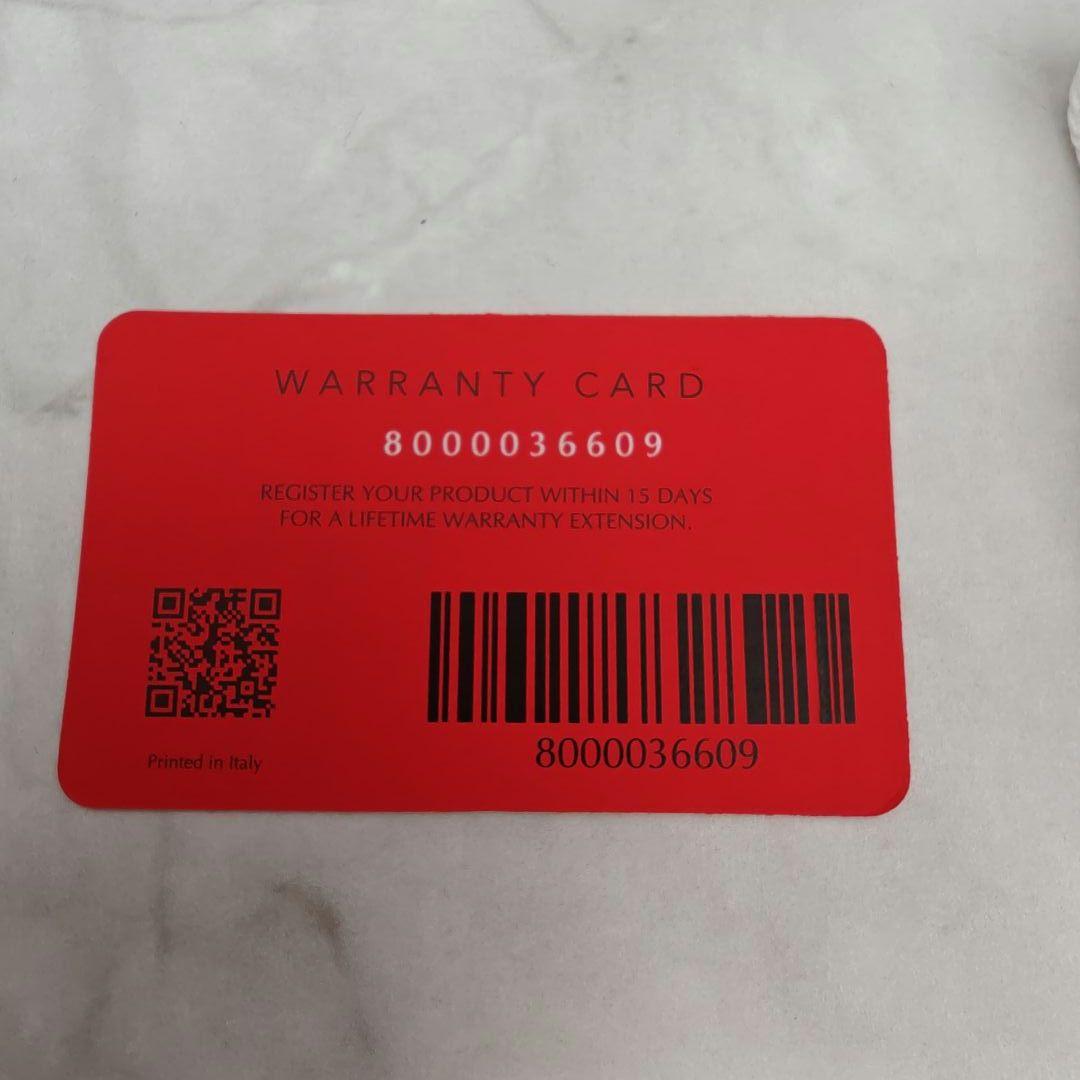 WARRANTY CARD
8000036609
REGISTER YOUR PRODUCT WITHIN 15 DAYS
FOR A LIFETIME WARRANTY EXTENSION.
8000036609
Printed in Italy